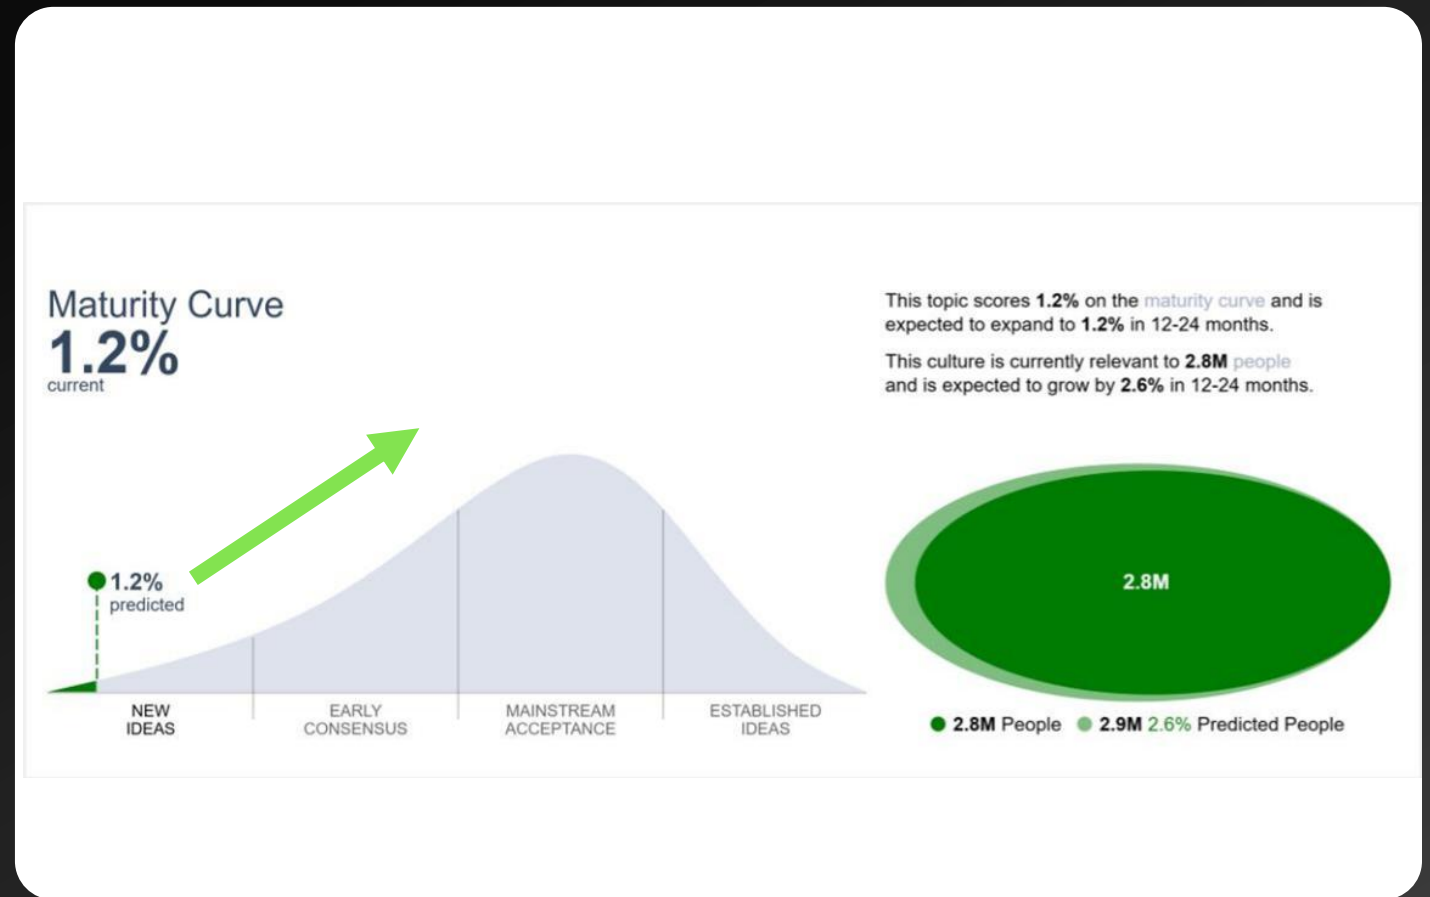 Maturity Curve
1.2%
current
This topic scores 1.2% on the maturity curve and is
expected to expand to 1.2% in 12-24 months.
This culture is currently relevant to 2.8M people
and is expected to grow by 2.6% in 12-24 months.
1.2%
predicted
NEW
IDEAS
EARLY
CONSENSUS
MAINSTREAM
ACCEPTANCE
ESTABLISHED
IDEAS
2.8M
2.8M People
2.9M 2.6% Predicted People